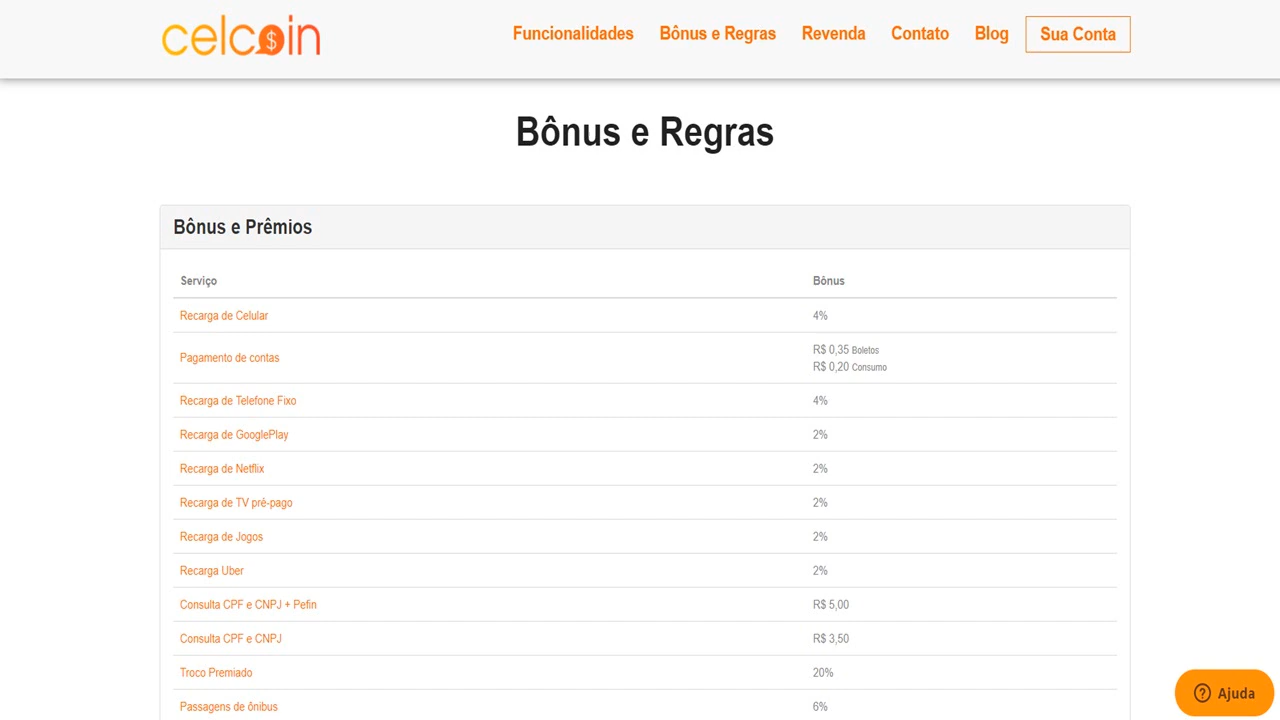 celcoin
Funcionalidades Bônus e Regras Revenda Contato Blog Sua Conta
Bônus e Regras
Bônus e Prêmios
Serviço Bônus
Recarga de Celular 4%
Pagamento de contas R$ 0,35 Boletos
R$ 0,20 Consumo
Recarga de Telefone Fixo 4%
Recarga de GooglePlay 2%
Recarga de Netflix 2%
Recarga de TV pré-pago 2%
Recarga de Jogos 2%
Recarga Uber 2%
Consulta CPF e CNPJ + Pefin R$ 5,00
Consulta CPF e CNPJ R$ 3,50
Troco Premiado 20%
Passagens de ônibus 6%
Ajuda